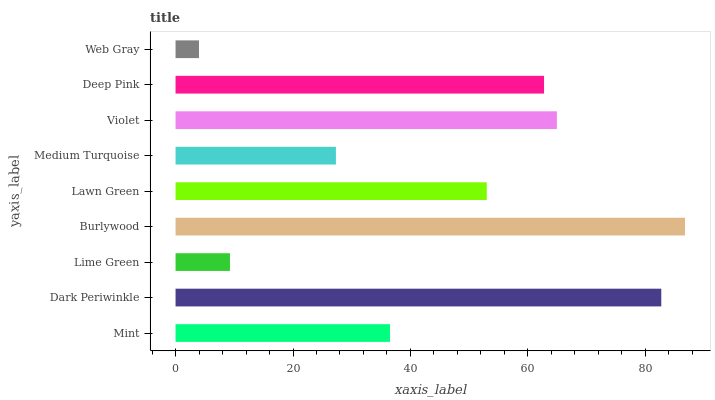 title
Web Gray
Deep Pink
Violet
Medium Turquoise
Lawn Green
Burlywood
Lime Green
Dark Periwinkle
Mint
yaxis_label
0 20 40 60 80
xaxis_label